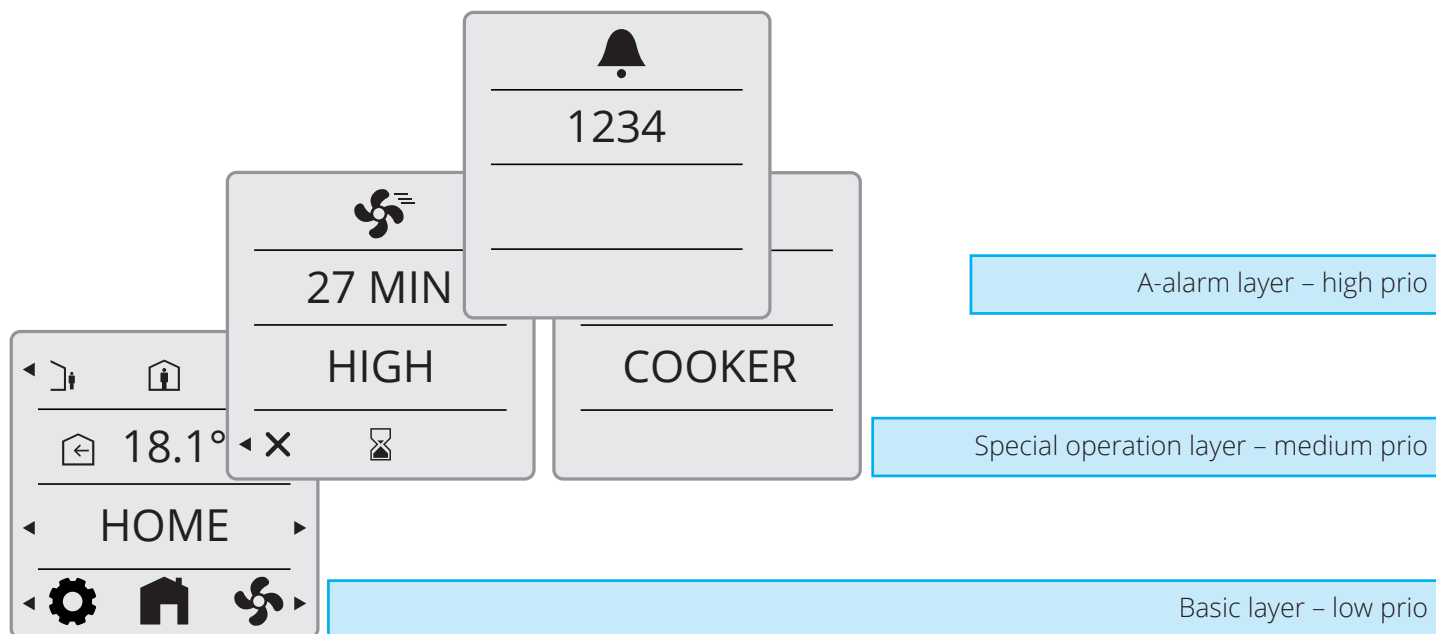 1234
27 MIN
HIGH
COOKER
18.1°
HOME
A-alarm layer – high prio
Special operation layer – medium prio
Basic layer – low prio